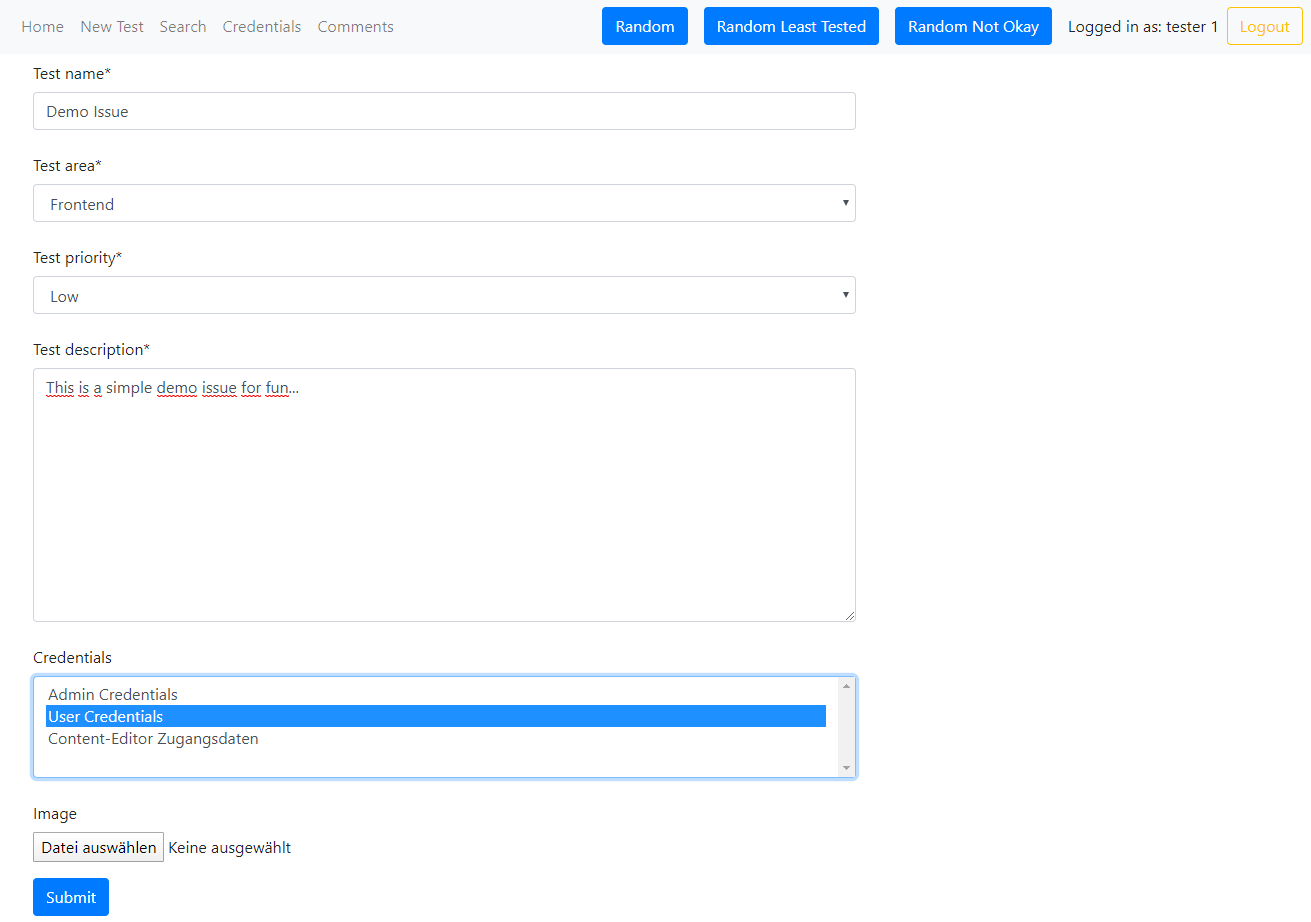 Home New Test Search Credentials Comments Random Random Least Tested Random Not Okay Logged in as: tester 1 Logout
Test name*
Demo Issue
Test area*
Frontend
Test priority*
Low
Test description*
This is a simple demo issue for fun...
Credentials
Admin Credentials
User Credentials
Content-Editor Zugangsdaten
Image
Datei auswählen Keine ausgewählt
Submit